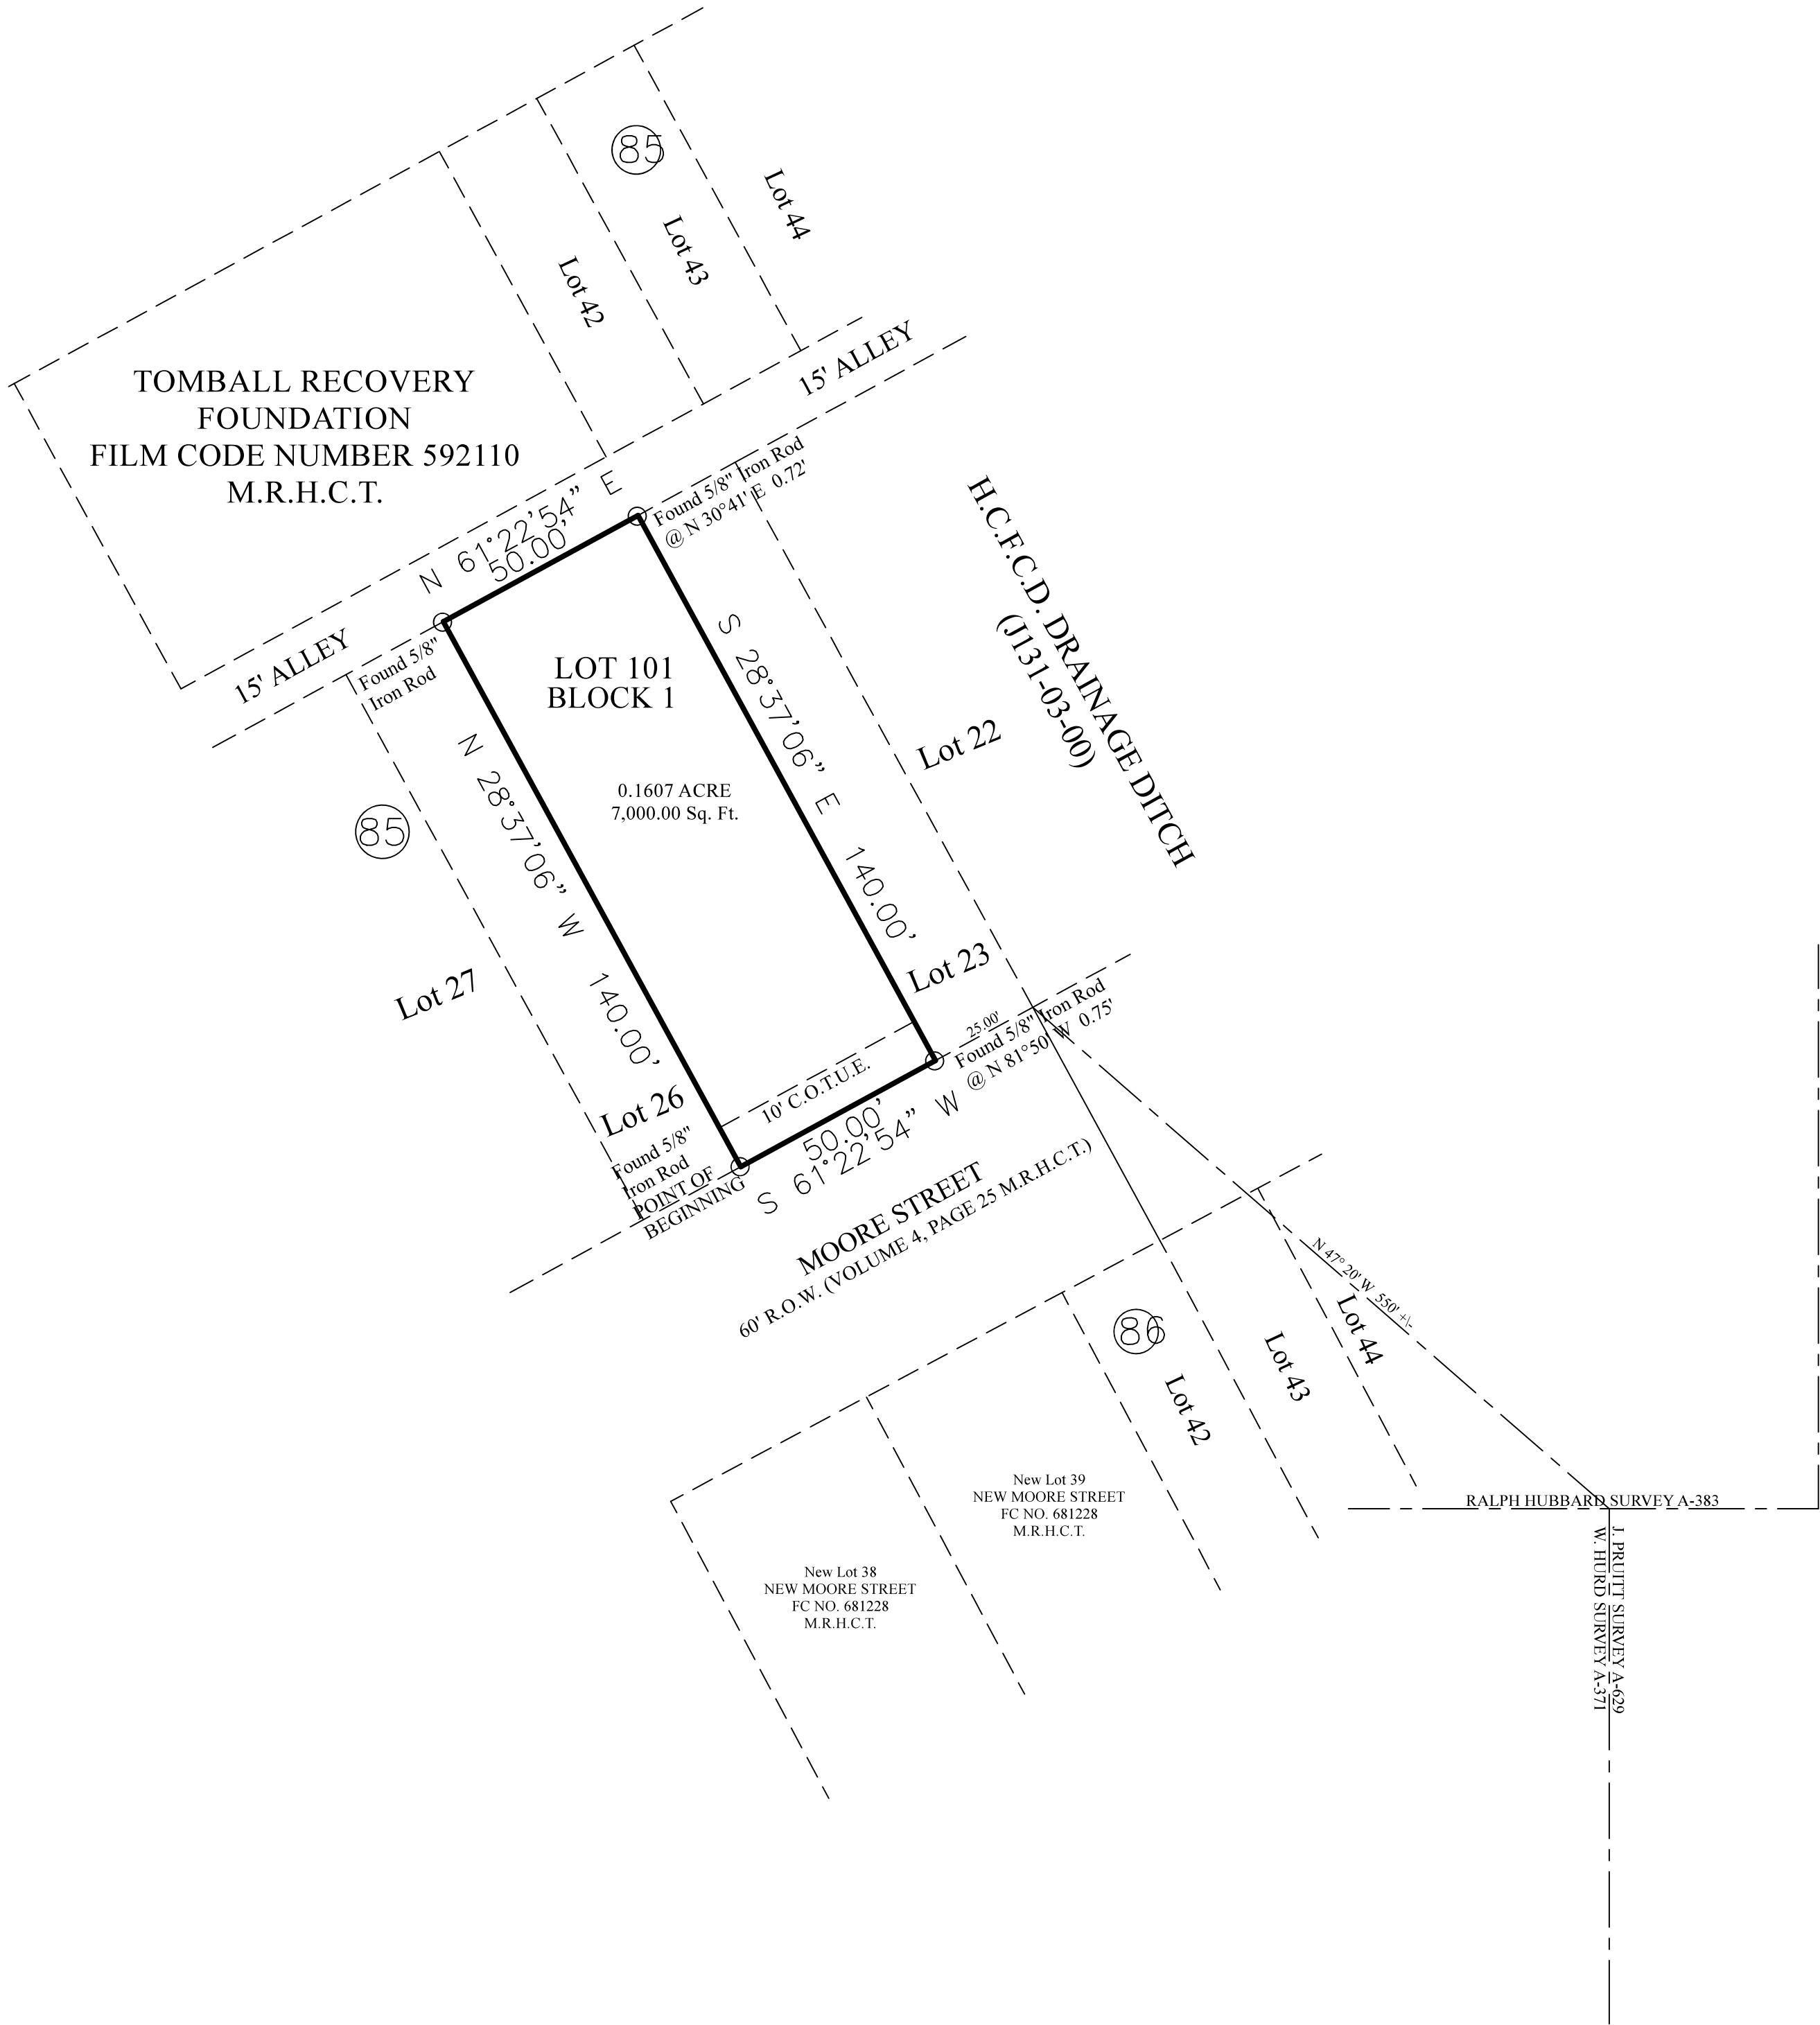 85
Lot 44
Lot 43
Lot 42
15' ALLEY
TOMBALL RECOVERY
FOUNDATION
FILM CODE NUMBER 592110
M.R.H.C.T.
N 61°22'54" E
50.00'
Found 5/8" Iron Rod
@ N 30°41' E 0.72'
H.C.F.C.D. DRAINAGE DITCH
(J131-03-00)
15' ALLEY
Found 5/8"
Iron Rod
LOT 101
BLOCK 1
S 28°37'06" E 140.00'
0.1607 ACRE
7,000.00 Sq. Ft.
Lot 22
85
N 28°37'06" W 140.00'
Lot 27
Lot 23
25.00'
Found 5/8" Iron Rod
@ N 81°50' W 0.75'
10' C.O.T.U.E.
Lot 26
Found 5/8"
Iron Rod
POINT OF
BEGINNING
50.00'
S 61°22'54" W
MOORE STREET
60' R.O.W. (VOLUME 4, PAGE 25 M.R.H.C.T.)
N 47° 20' W 550' +\-
86
Lot 44
Lot 43
Lot 42
New Lot 39
NEW MOORE STREET
FC NO. 681228
M.R.H.C.T.
New Lot 38
NEW MOORE STREET
FC NO. 681228
M.R.H.C.T.
RALPH HUBBARD SURVEY A-383
J. PRUITT SURVEY A-629
W. HURD SURVEY A-371